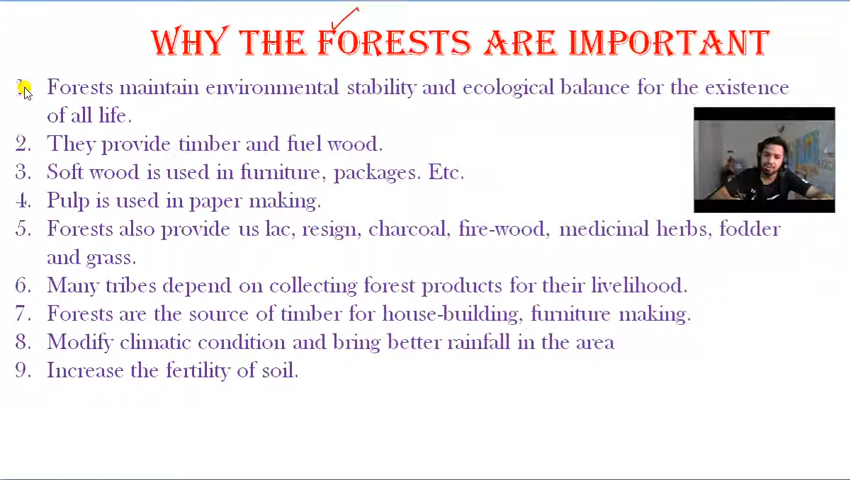 WHY THE FORESTS ARE IMPORTANT
1. Forests maintain environmental stability and ecological balance for the existence
of all life.
2. They provide timber and fuel wood.
3. Soft wood is used in furniture, packages. Etc.
4. Pulp is used in paper making.
5. Forests also provide us lac, resign, charcoal, fire-wood, medicinal herbs, fodder
and grass.
6. Many tribes depend on collecting forest products for their livelihood.
7. Forests are the source of timber for house-building, furniture making.
8. Modify climatic condition and bring better rainfall in the area
9. Increase the fertility of soil.